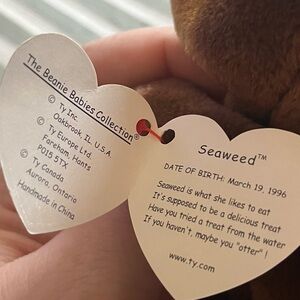 The Beanie Babies Collection®
© Ty Inc.
Oakbrook, IL. U.S.A.
© Ty Europe Ltd.
Fareham, Hants
PO15 5TX
© Ty Canada
Aurora, Ontario
Handmade in China
Seaweed™
DATE OF BIRTH: March 19, 1996
Seaweed is what she likes to eat
It's supposed to be a delicious treat
Have you tried a treat from the water
If you haven't, maybe you "otter" !
www.ty.com